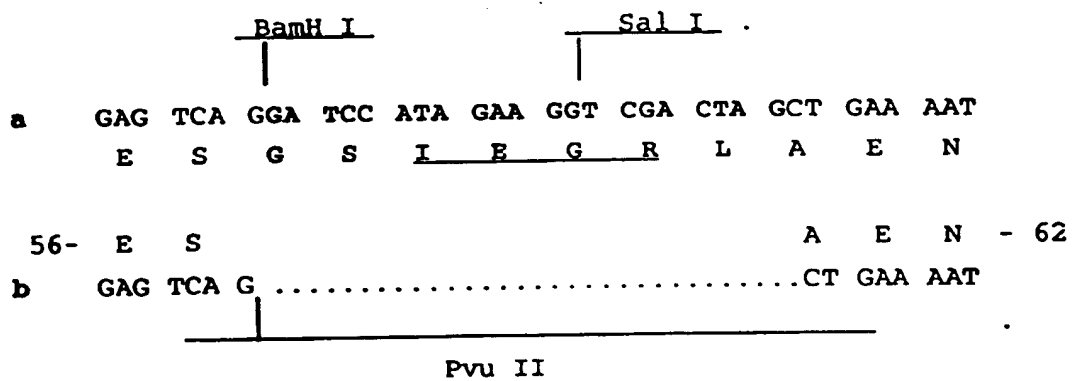 BamH I Sal I .
a GAG TCA GGA TCC ATA GAA GGT CGA CTA GCT GAA AAT
E S G S I E G R L A E N
56- E S A E N - 62
b GAG TCA G ................................CT GAA AAT
Pvu II